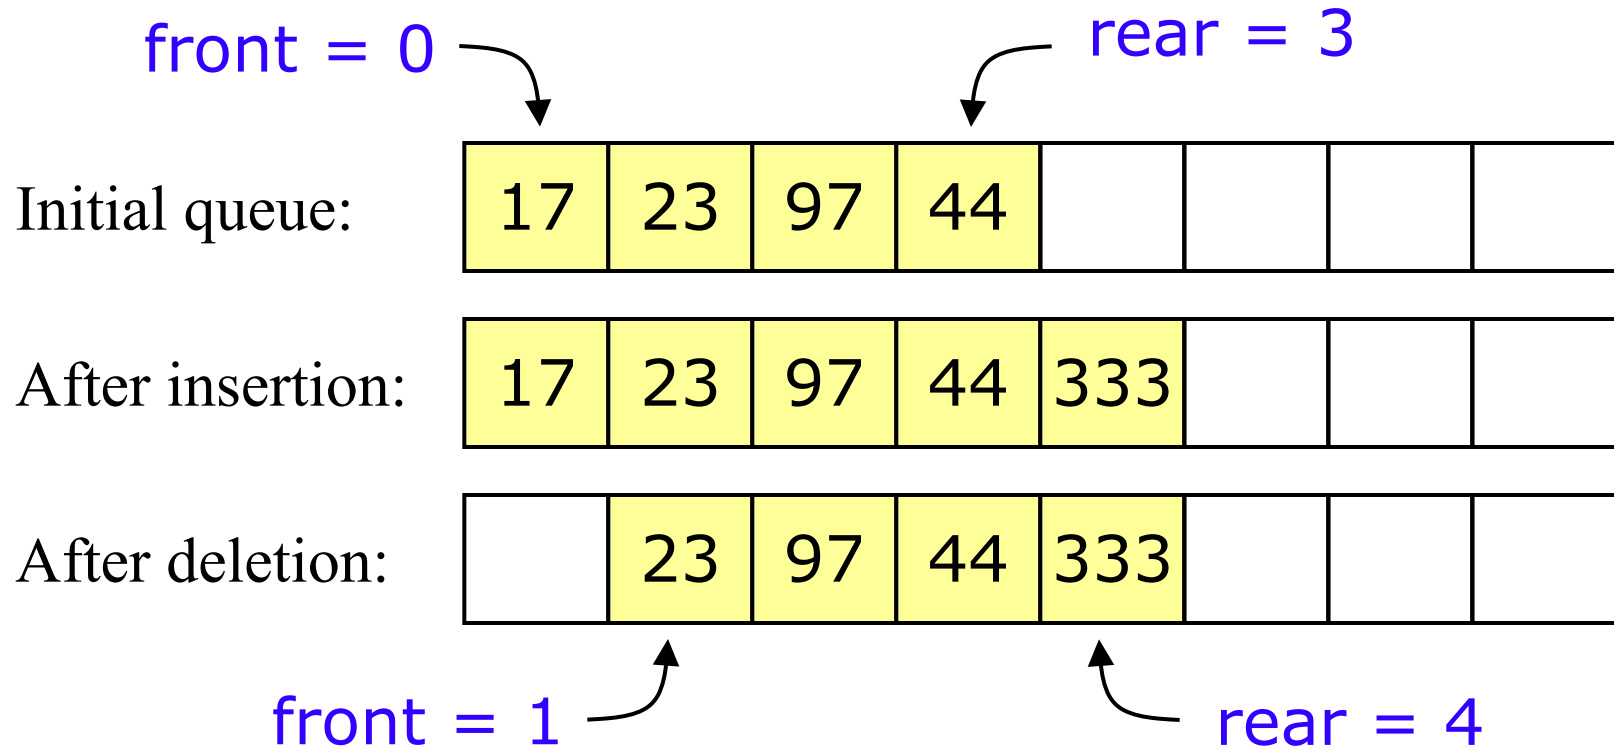 front = 0 rear = 3
Initial queue: 17 23 97 44
After insertion: 17 23 97 44 333
After deletion: 23 97 44 333
front = 1 rear = 4